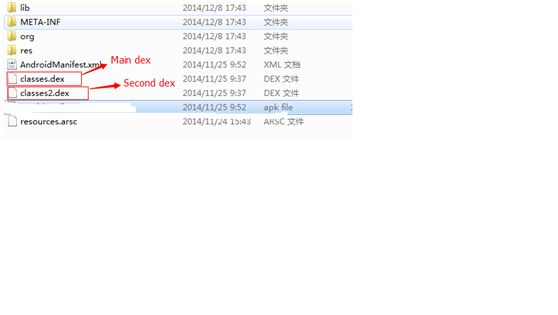 lib 2014/12/8 17:43 文件夹
META-INF 2014/12/8 17:43 文件夹
org 2014/12/8 17:43 文件夹
res 2014/12/8 17:43 文件夹
AndroidManifest.xml 2014/11/25 9:52 XML 文档
Main dex
classes.dex 2014/11/25 9:37 DEX 文件
Second dex
classes2.dex 2014/11/25 9:37 DEX 文件
2014/11/25 9:52 apk file
resources.arsc 2014/11/24 15:43 ARSC 文件